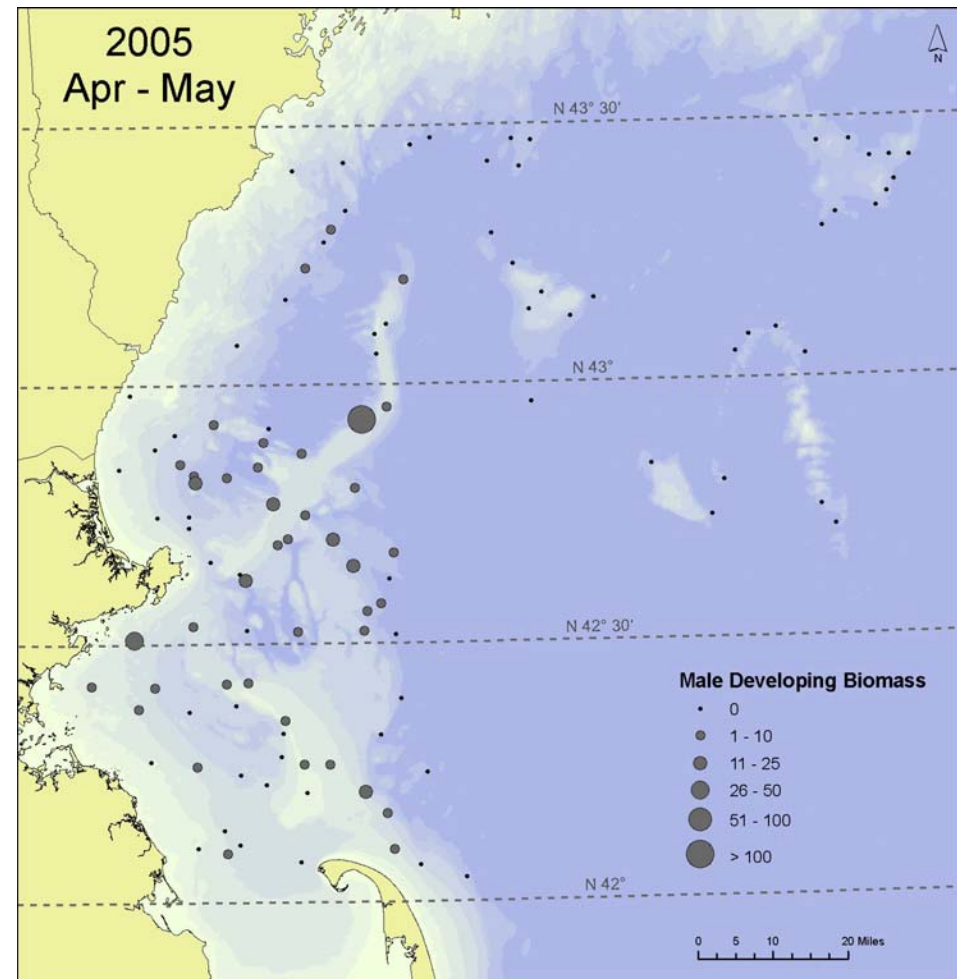 2005
Apr - May
N
N 43° 30'
N 43°
N 42° 30'
Male Developing Biomass
0
1 - 10
11 - 25
26 - 50
51 - 100
> 100
N 42°
0 5 10 20 Miles